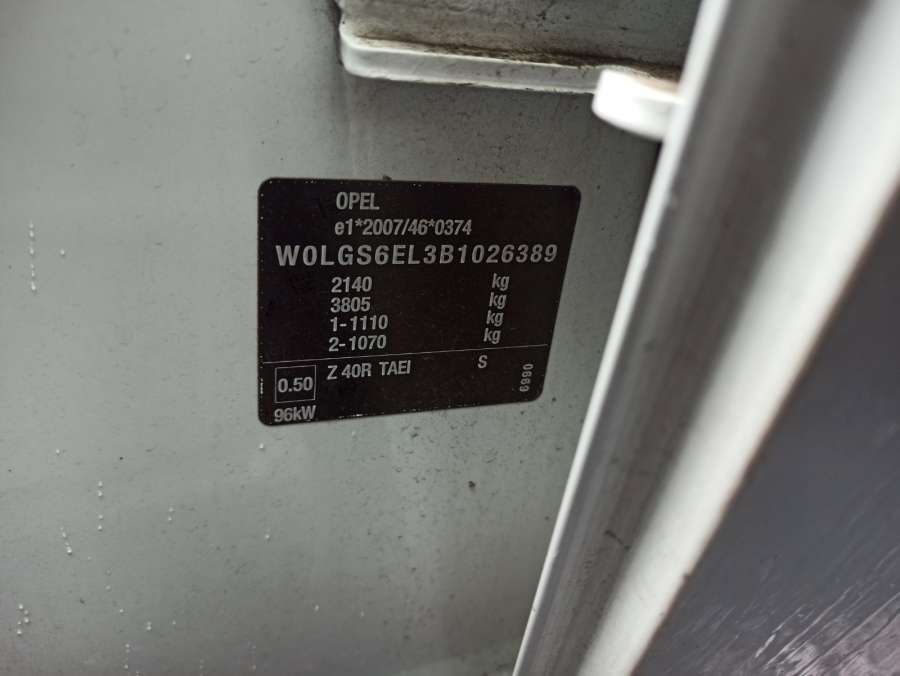 OPEL
e1*2007/46*0374
W0LGS6EL3B1026389
2140 kg
3805 kg
1-1110 kg
2-1070 kg
Z 40R TAEI S
0.50
96kW
0669